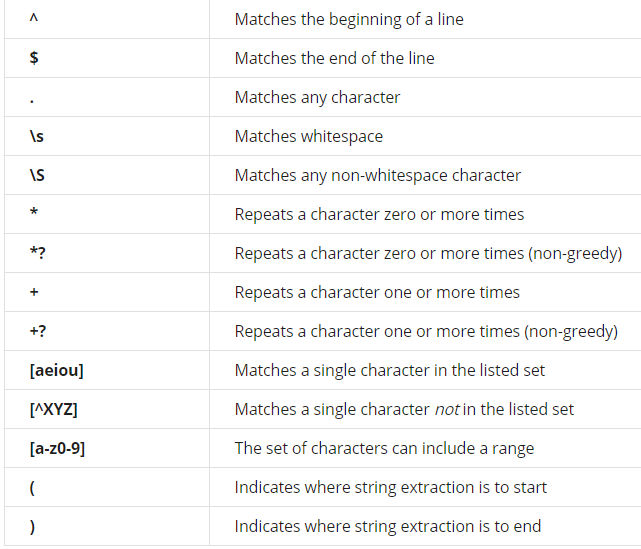 ^ Matches the beginning of a line
$ Matches the end of the line
. Matches any character
\s Matches whitespace
\S Matches any non-whitespace character
* Repeats a character zero or more times
*? Repeats a character zero or more times (non-greedy)
+ Repeats a character one or more times
+? Repeats a character one or more times (non-greedy)
[aeiou] Matches a single character in the listed set
[^XYZ] Matches a single character not in the listed set
[a-z0-9] The set of characters can include a range
( Indicates where string extraction is to start
) Indicates where string extraction is to end